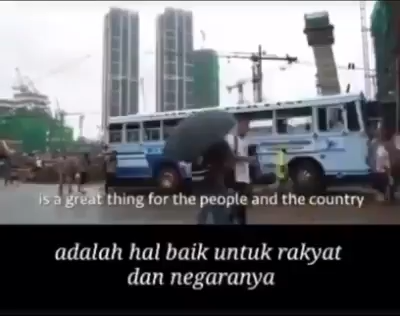 is a great thing for the people and the country
adalah hal baik untuk rakyat
dan negaranya